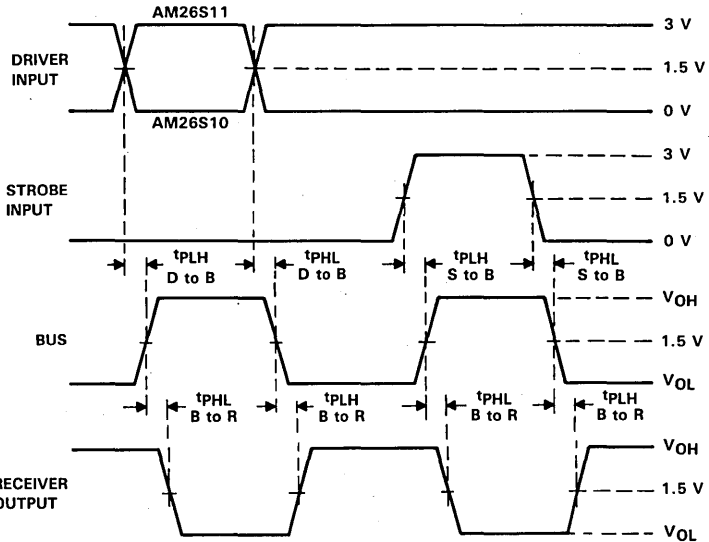 AM26S11
3 V
DRIVER
INPUT
1.5 V
AM26S10
0 V
3 V
STROBE
INPUT
1.5 V
0 V
tPLH
D to B
tPHL
D to B
tPLH
S to B
tPHL
S to B
VOH
BUS
1.5 V
VOL
tPHL
B to R
tPLH
B to R
tPHL
B to R
tPLH
B to R
VOH
RECEIVER
OUTPUT
1.5 V
VOL